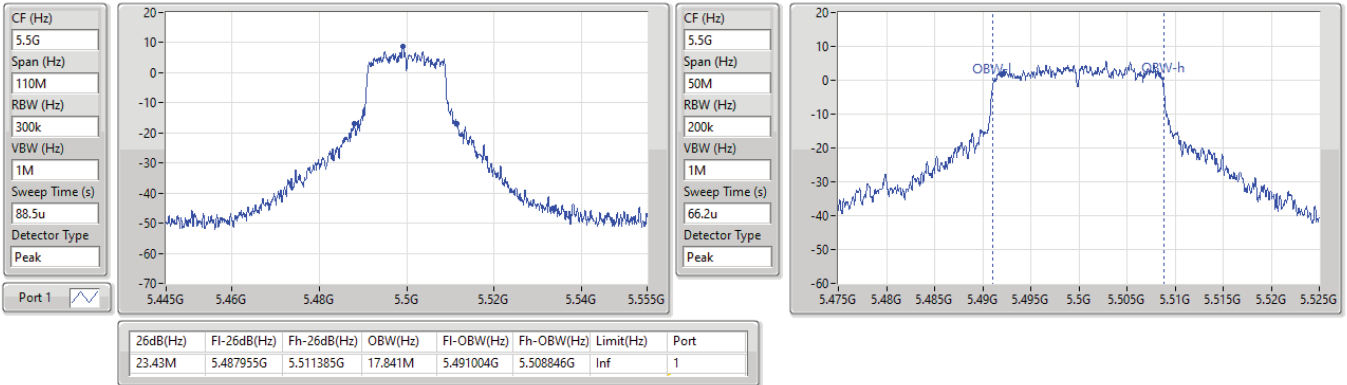 CF (Hz)
5.5G
Span (Hz)
110M
RBW (Hz)
300k
VBW (Hz)
1M
Sweep Time (s)
88.5u
Detector Type
Peak
Port 1
20
10
0
-10
-20
-30
-40
-50
-60
-70
5.445G 5.46G 5.48G 5.5G 5.52G 5.54G 5.555G
CF (Hz)
5.5G
Span (Hz)
50M
RBW (Hz)
200k
VBW (Hz)
1M
Sweep Time (s)
66.2u
Detector Type
Peak
20
10
0
-10
-20
-30
-40
-50
-60
OBW-l OBW-h
5.475G 5.48G 5.485G 5.49G 5.495G 5.5G 5.505G 5.51G 5.515G 5.52G 5.525G
26dB(Hz) Fl-26dB(Hz) Fh-26dB(Hz) OBW(Hz) Fl-OBW(Hz) Fh-OBW(Hz) Limit(Hz) Port
23.43M 5.487955G 5.511385G 17.841M 5.491004G 5.508846G Inf 1